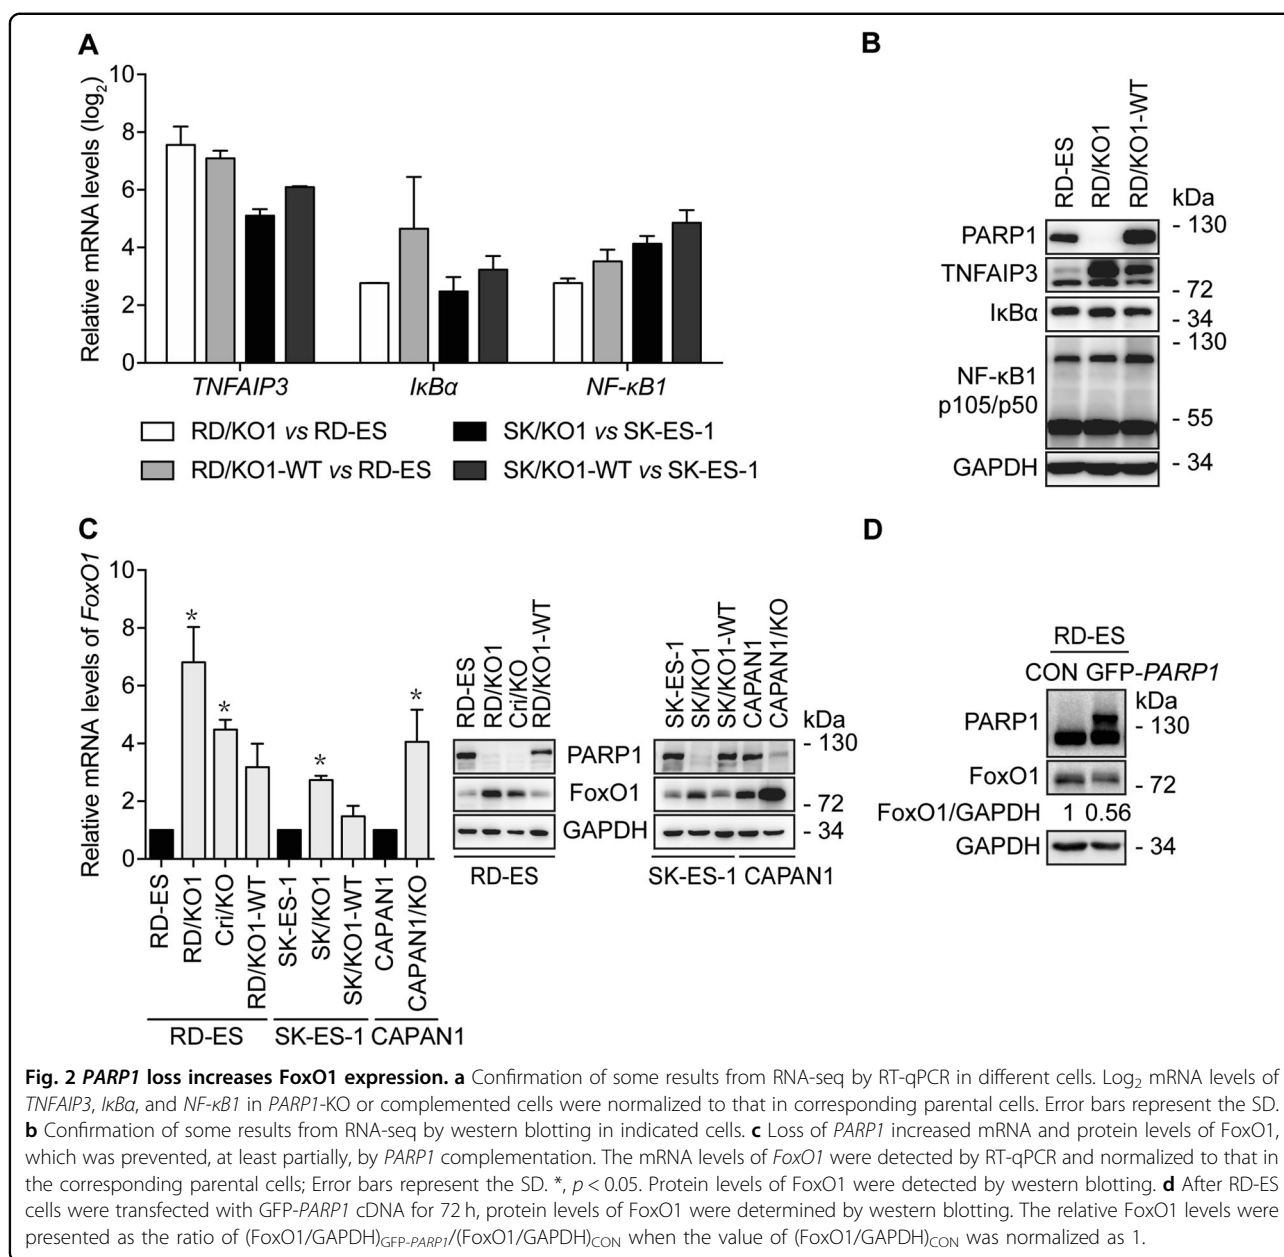 A
Relative mRNA levels (log2)
10
8
6
4
2
0
TNFAIP3 IκBα NF-κB1
RD/KO1 vs RD-ES
SK/KO1 vs SK-ES-1
RD/KO1-WT vs RD-ES
SK/KO1-WT vs SK-ES-1
B
RD-ES
RD/KO1
RD/KO1-WT
kDa
PARP1
- 130
TNFAIP3
- 72
IκBα
- 34
- 130
NF-κB1
p105/p50
- 55
GAPDH
- 34
C
Relative mRNA levels of FoxO1
10
8
6
4
2
0
*
*
*
*
RD-ES
RD/KO1
Cri/KO
RD/KO1-WT
SK-ES-1
SK/KO1
SK/KO1-WT
CAPAN1
CAPAN1/KO
RD-ES SK-ES-1 CAPAN1
RD-ES
RD/KO1
Cri/KO
RD/KO1-WT
SK-ES-1
SK/KO1
SK/KO1-WT
CAPAN1
CAPAN1/KO
kDa
PARP1
- 130
FoxO1
- 72
GAPDH
- 34
RD-ES
SK-ES-1 CAPAN1
D
RD-ES
CON GFP-PARP1
kDa
PARP1
- 130
FoxO1
- 72
FoxO1/GAPDH 1 0.56
GAPDH
- 34
Fig. 2 PARP1 loss increases FoxO1 expression. a Confirmation of some results from RNA-seq by RT-qPCR in different cells. Log2 mRNA levels of
TNFAIP3, IκBα, and NF-κB1 in PARP1-KO or complemented cells were normalized to that in corresponding parental cells. Error bars represent the SD.
b Confirmation of some results from RNA-seq by western blotting in indicated cells. c Loss of PARP1 increased mRNA and protein levels of FoxO1,
which was prevented, at least partially, by PARP1 complementation. The mRNA levels of FoxO1 were detected by RT-qPCR and normalized to that in
the corresponding parental cells; Error bars represent the SD. *, p < 0.05. Protein levels of FoxO1 were detected by western blotting. d After RD-ES
cells were transfected with GFP-PARP1 cDNA for 72 h, protein levels of FoxO1 were determined by western blotting. The relative FoxO1 levels were
presented as the ratio of (FoxO1/GAPDH)GFP-PARP1/(FoxO1/GAPDH)CON when the value of (FoxO1/GAPDH)CON was normalized as 1.